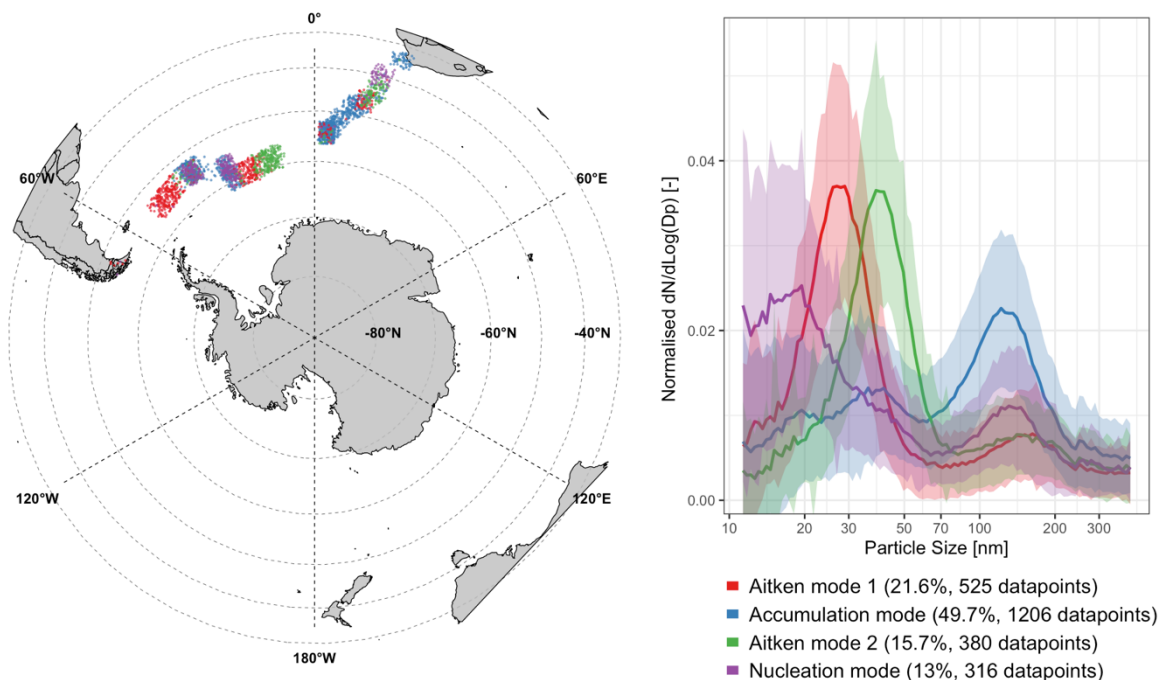 0°
60°W
60°E
-80°N
-60°N
-40°N
120°W
120°E
180°W
Normalised dN/dLog(Dp) [-]
0.04
0.02
0.00
10
20
30
50
70
100
200
300
Particle Size [nm]
Aitken mode 1 (21.6%, 525 datapoints)
Accumulation mode (49.7%, 1206 datapoints)
Aitken mode 2 (15.7%, 380 datapoints)
Nucleation mode (13%, 316 datapoints)